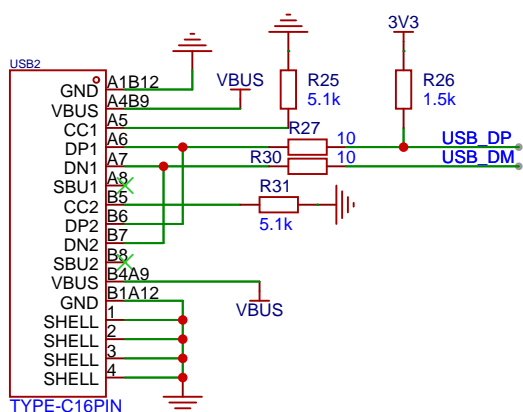 3V3
USB2
GND A1B12
VBUS
R25
5.1k
R26
1.5k
VBUS A4B9
CC1 A5
R27
10
USB_DP
DP1 A6
DN1 A7
R30
10
USB_DM
SBU1 A8
R31
5.1k
CC2 B5
DP2 B6
DN2 B7
SBU2 B8
VBUS B4A9
VBUS
GND B1A12
SHELL 1
SHELL 2
SHELL 3
SHELL 4
TYPE-C16PIN